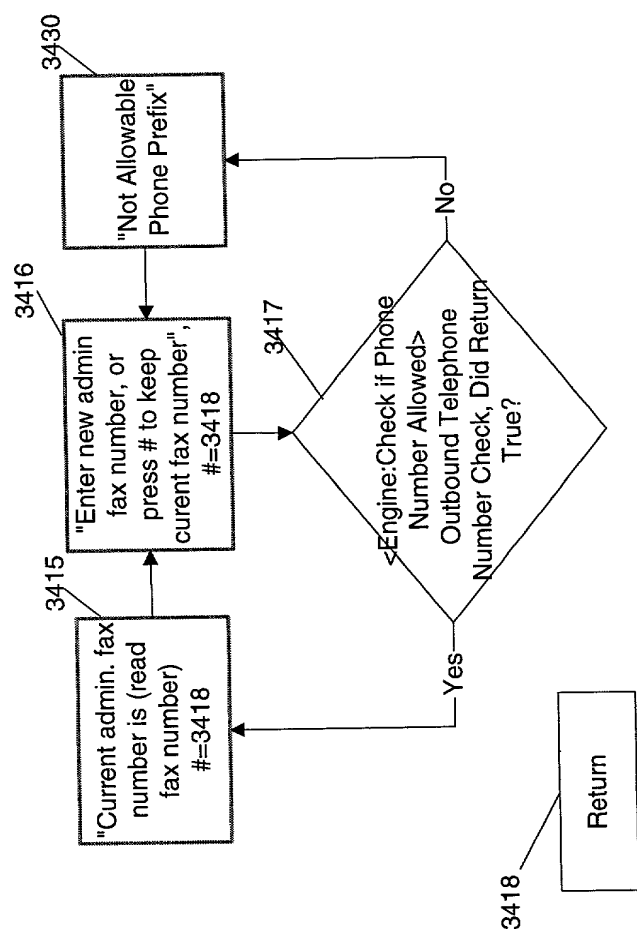 3415
"Current admin. fax
number is (read
fax number)
#=3418
3416
"Enter new admin
fax number, or
press # to keep
curent fax number",
#=3418
3430
"Not Allowable
Phone Prefix"
3417
<Engine:Check if Phone
Number Allowed>
Outbound Telephone
Number Check, Did Return
True?
Yes
No
3418
Return